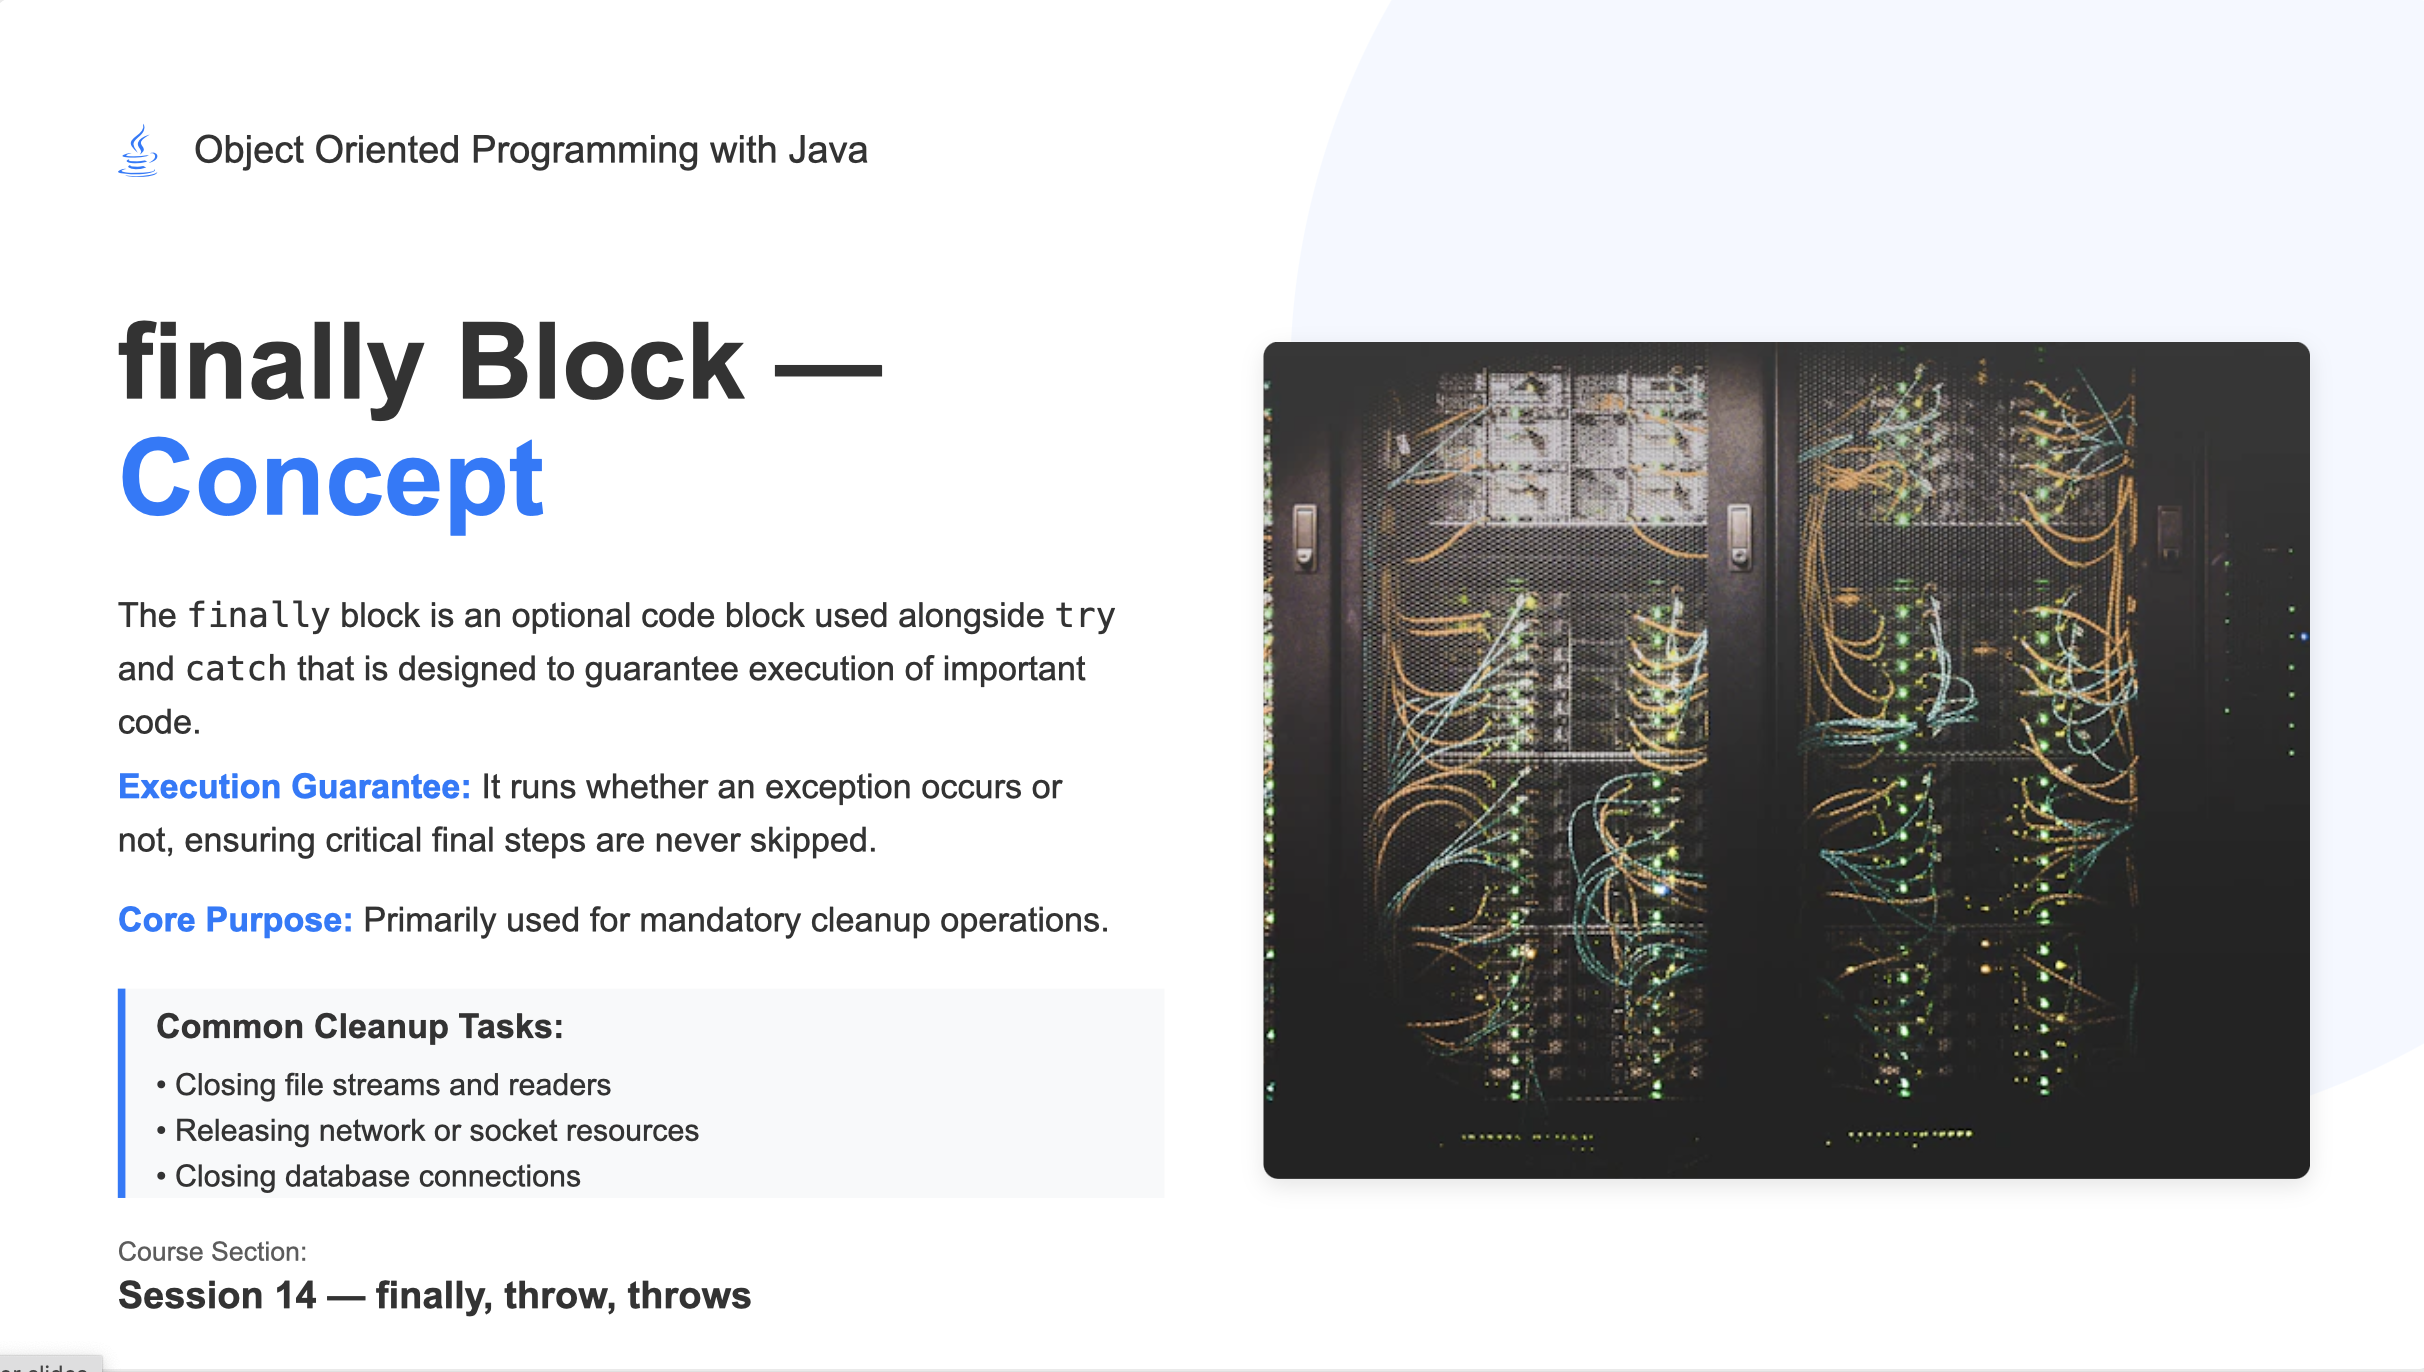 Object Oriented Programming with Java
finally Block —
Concept
The finally block is an optional code block used alongside try
and catch that is designed to guarantee execution of important
code.
Execution Guarantee: It runs whether an exception occurs or
not, ensuring critical final steps are never skipped.
Core Purpose: Primarily used for mandatory cleanup operations.
Common Cleanup Tasks:
• Closing file streams and readers
• Releasing network or socket resources
• Closing database connections
Course Section:
Session 14 — finally, throw, throws